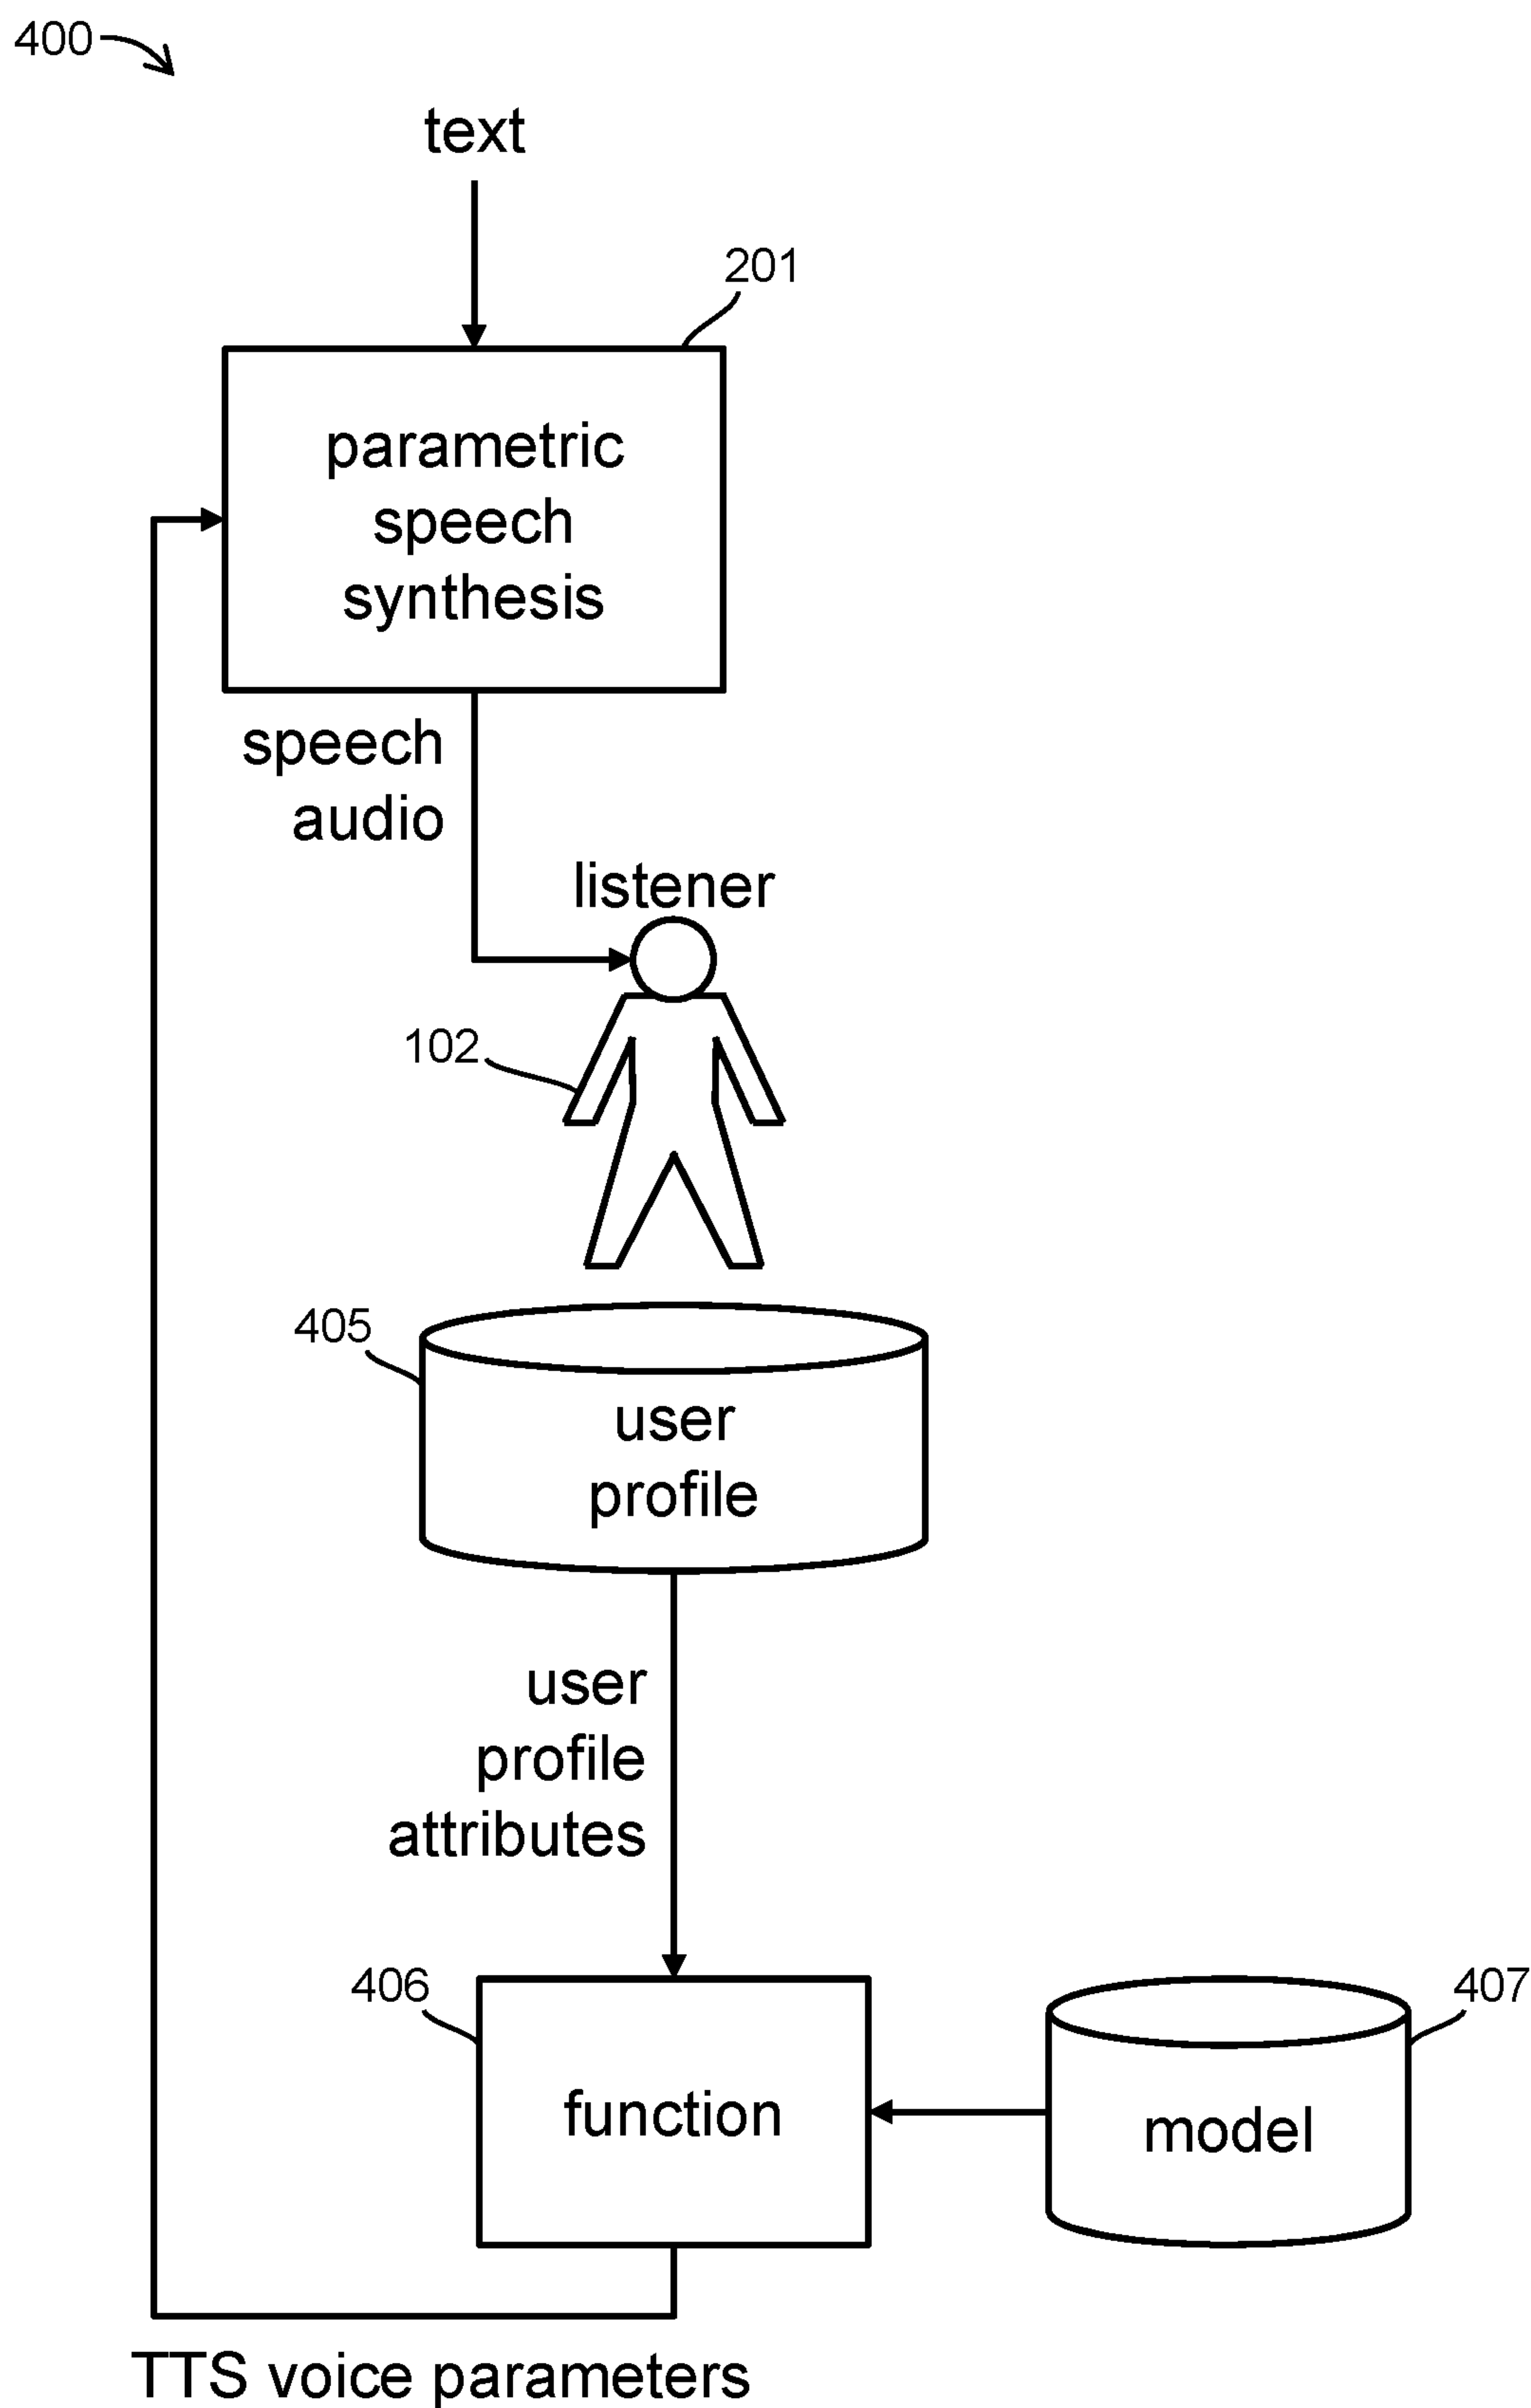 400
text
201
parametric
speech
synthesis
speech
audio
listener
102
405
user
profile
user
profile
attributes
406
407
function
model
TTS voice parameters